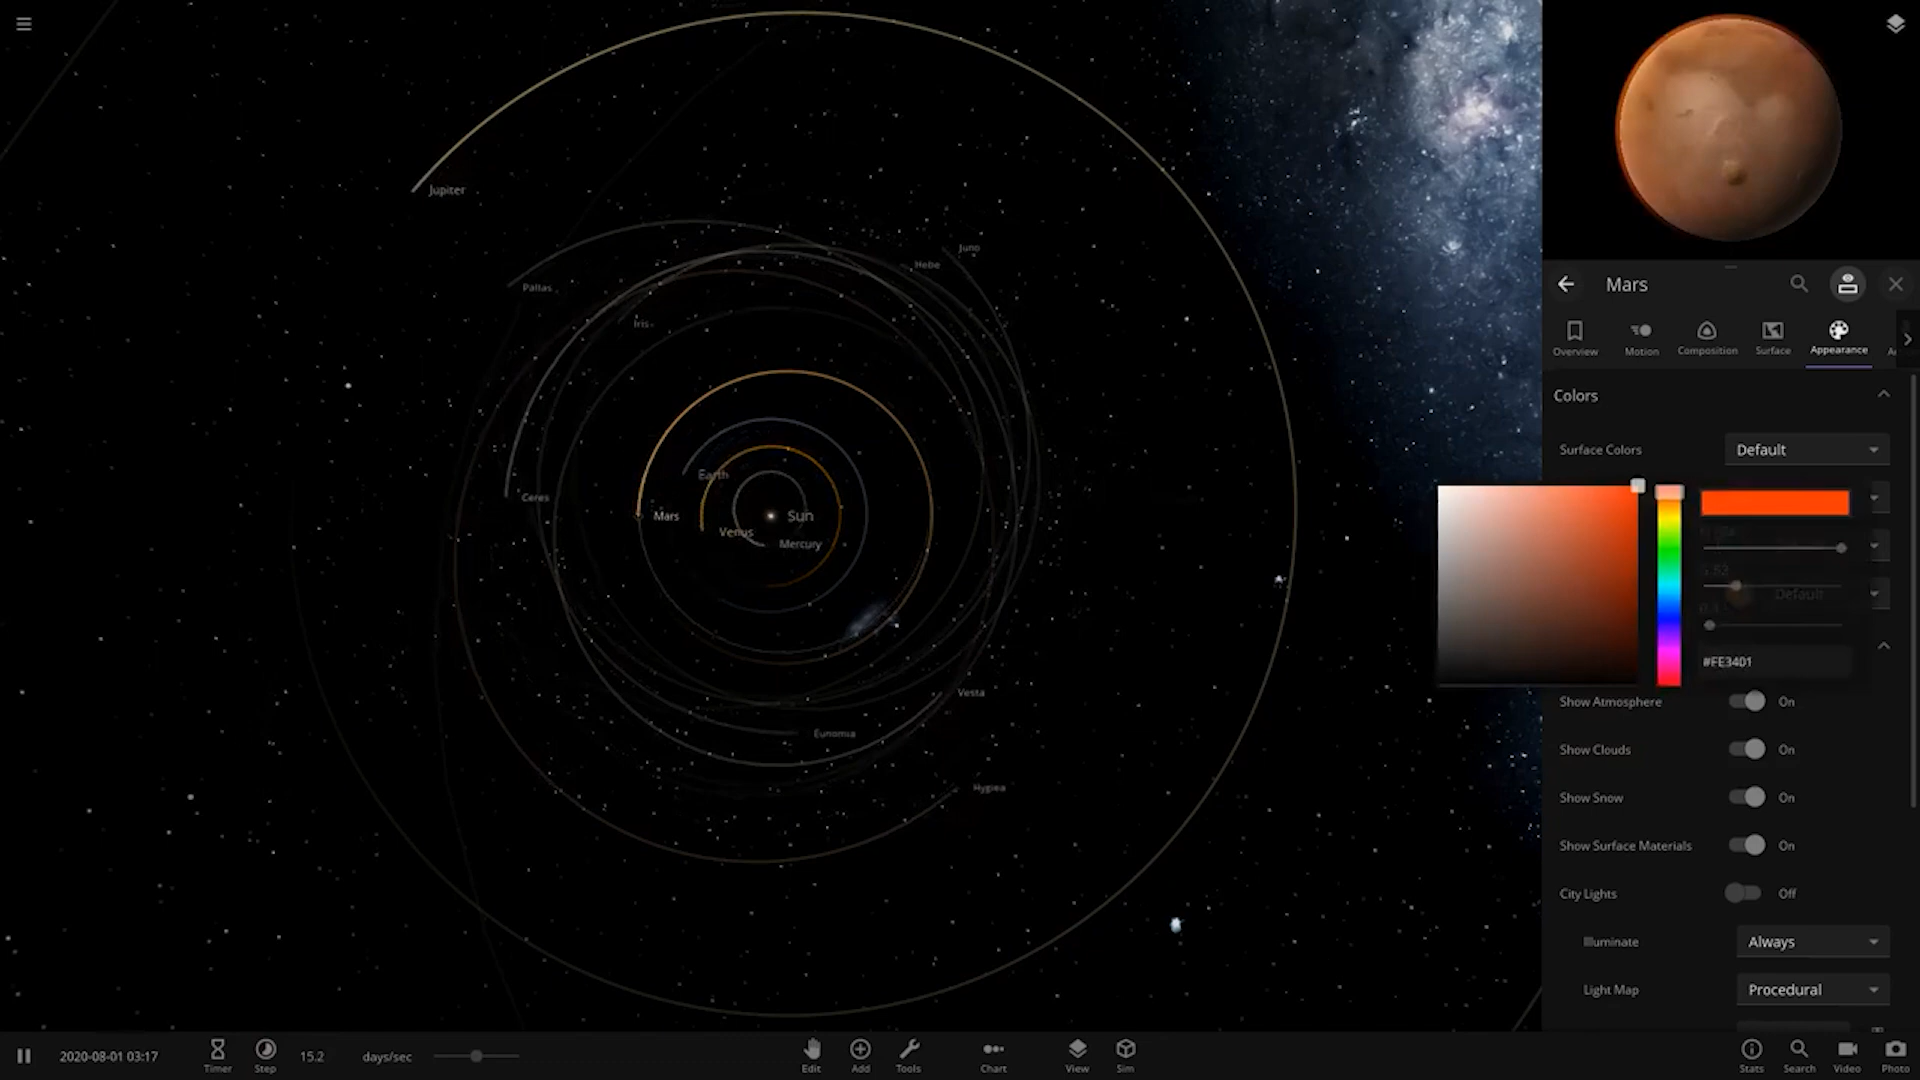 Jupiter
Juno
Hebe
Pallas
Iris
Earth
Ceres
Mars
Sun
Venus
Mercury
Vesta
Eunomia
Hygiea
Mars
Overview
Motion
Composition
Surface
Appearance
Colors
Surface Colors
Default
Default
#FE3401
Show Atmosphere
On
Show Clouds
On
Show Snow
On
Show Surface Materials
On
City Lights
Off
Illuminate
Always
Light Map
Procedural
2020-08-01 03:17
Timer
Step
15.2
days/sec
Edit
Add
Tools
Chart
View
Sim
Stats
Search
Video
Photo